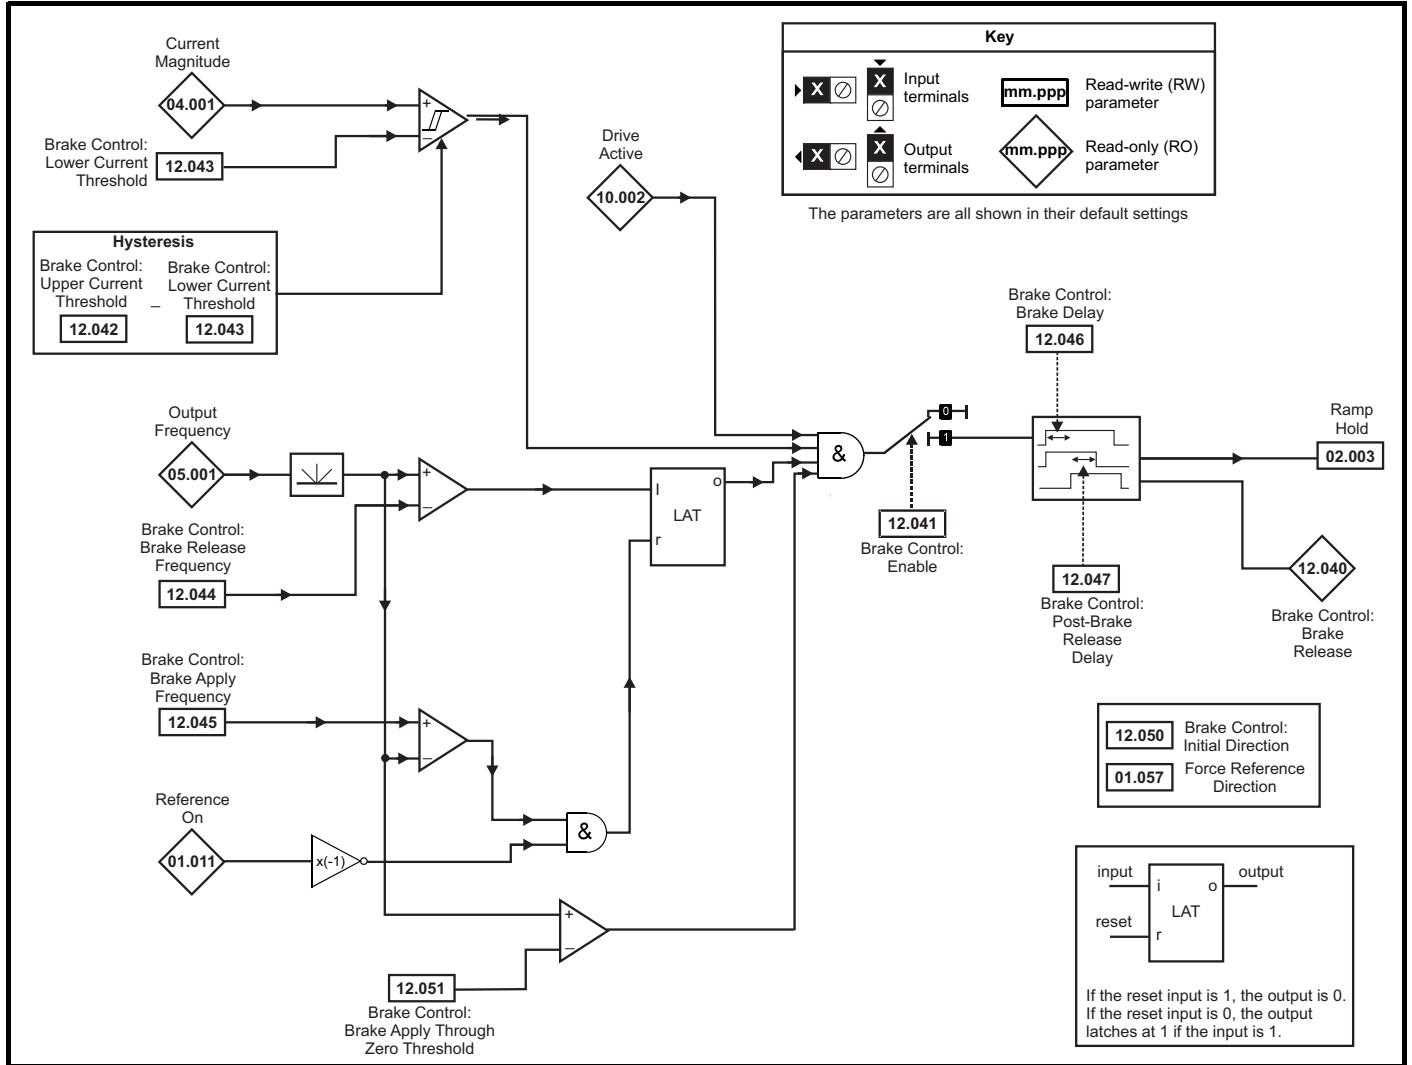 Current
Magnitude
04.001
+
−
Brake Control:
Lower Current
Threshold
12.043
Hysteresis
Brake Control:
Upper Current
Threshold
12.042
–
Brake Control:
Lower Current
Threshold
12.043
Drive
Active
10.002
Key
X
X
Input
terminals
mm.ppp
Read-write (RW)
parameter
X
X
Output
terminals
mm.ppp
Read-only (RO)
parameter
The parameters are all shown in their default settings
Output
Frequency
05.001
+
−
Brake Control:
Brake Release
Frequency
12.044
I
o
LAT
r
&
0
1
12.041
Brake Control:
Enable
Brake Control:
Brake Delay
12.046
12.047
Brake Control:
Post-Brake
Release
Delay
Ramp
Hold
02.003
12.040
Brake Control:
Brake
Release
Brake Control:
Brake Apply
Frequency
12.045
+
−
Reference
On
01.011
x(-1)
&
+
−
12.051
Brake Control:
Brake Apply Through
Zero Threshold
12.050
Brake Control:
Initial Direction
01.057
Force Reference
Direction
input
i
o
output
LAT
reset
r
If the reset input is 1, the output is 0.
If the reset input is 0, the output
latches at 1 if the input is 1.